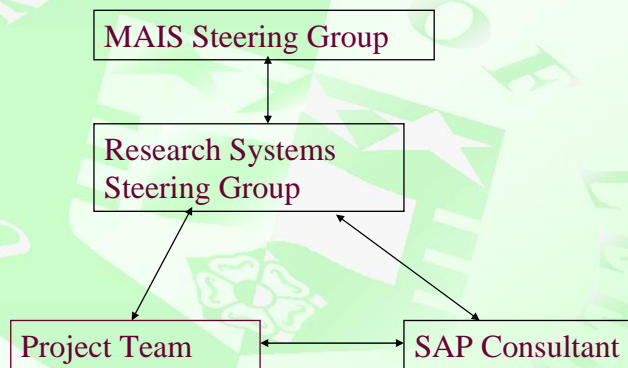 MAIS Steering Group
Research Systems
Steering Group
Project Team
SAP Consultant